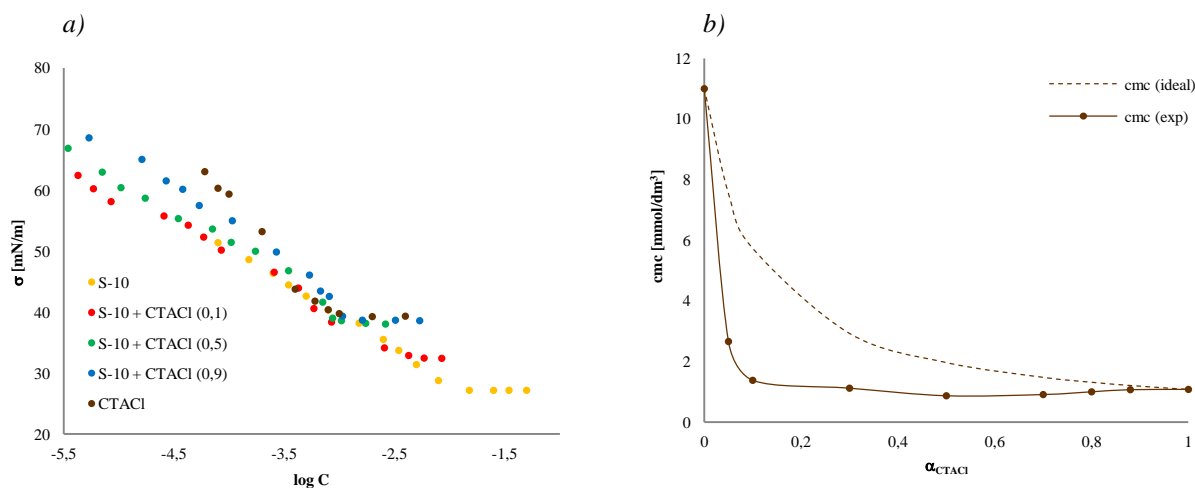 a)
80
70
60
50
40
30
20
σ [mN/m]
S-10
S-10 + CTACl (0,1)
S-10 + CTACl (0,5)
S-10 + CTACl (0,9)
CTACl
-5,5 -4,5 -3,5 -2,5 -1,5
log C
b)
12
10
8
6
4
2
0
cmc [mmol/dm³]
cmc (ideal)
cmc (exp)
0 0,2 0,4 0,6 0,8 1
αCTACl